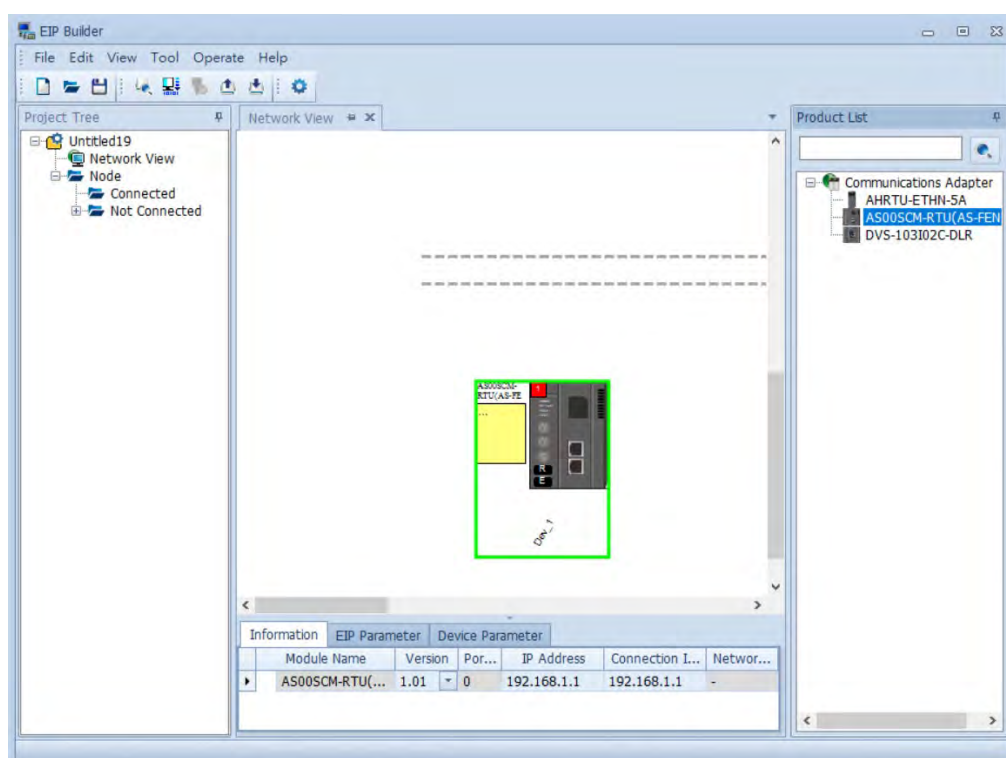 EIP Builder
File Edit View Tool Operate Help
Project Tree
Untitled19
Network View
Node
Connected
Not Connected
Network View
AS00SCM-
RTU(AS-FE
1
...
R
E
Dev_1
Information EIP Parameter Device Parameter
Module Name Version Por... IP Address Connection I... Networ...
AS00SCM-RTU(... 1.01 0 192.168.1.1 192.168.1.1 -
Product List
Communications Adapter
AHRTU-ETHN-5A
AS00SCM-RTU(AS-FEN
DVS-103I02C-DLR